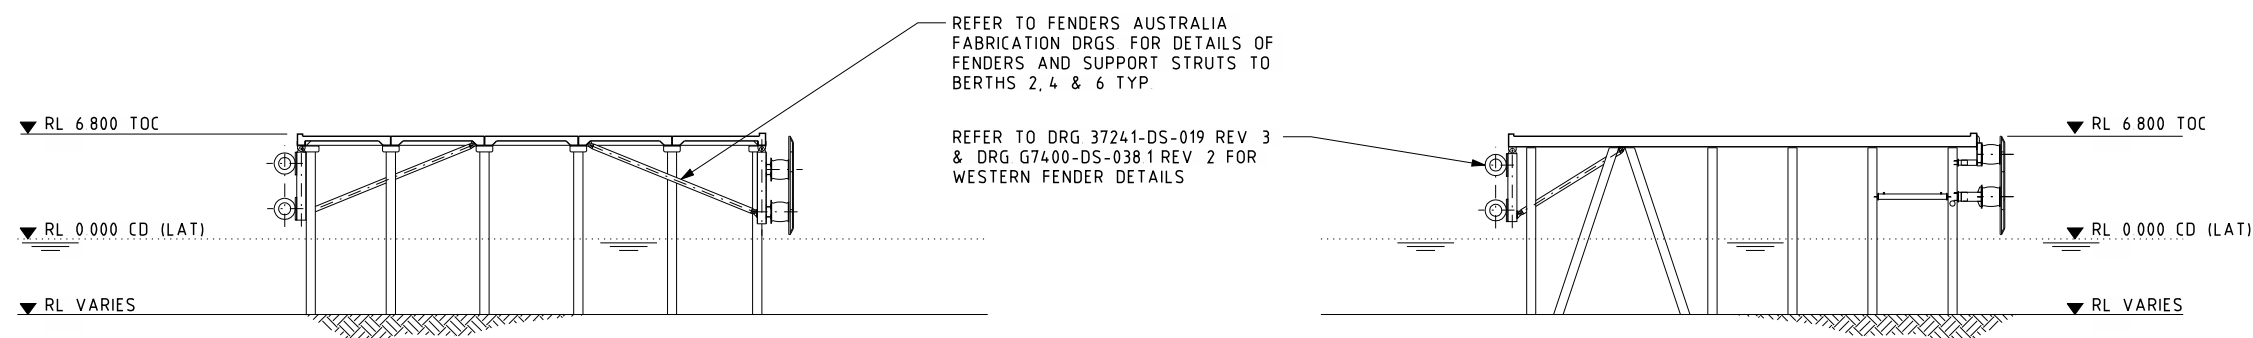 REFER TO FENDERS AUSTRALIA
FABRICATION DRGS. FOR DETAILS OF
FENDERS AND SUPPORT STRUTS TO
BERTHS 2, 4 & 6 TYP.
RL 6.800 TOC
RL 0.000 CD (LAT)
RL VARIES
REFER TO DRG. 37241-DS-019 REV. 3
& DRG. G7400-DS-038.1 REV. 2 FOR
WESTERN FENDER DETAILS
RL 6.800 TOC
RL 0.000 CD (LAT)
RL VARIES